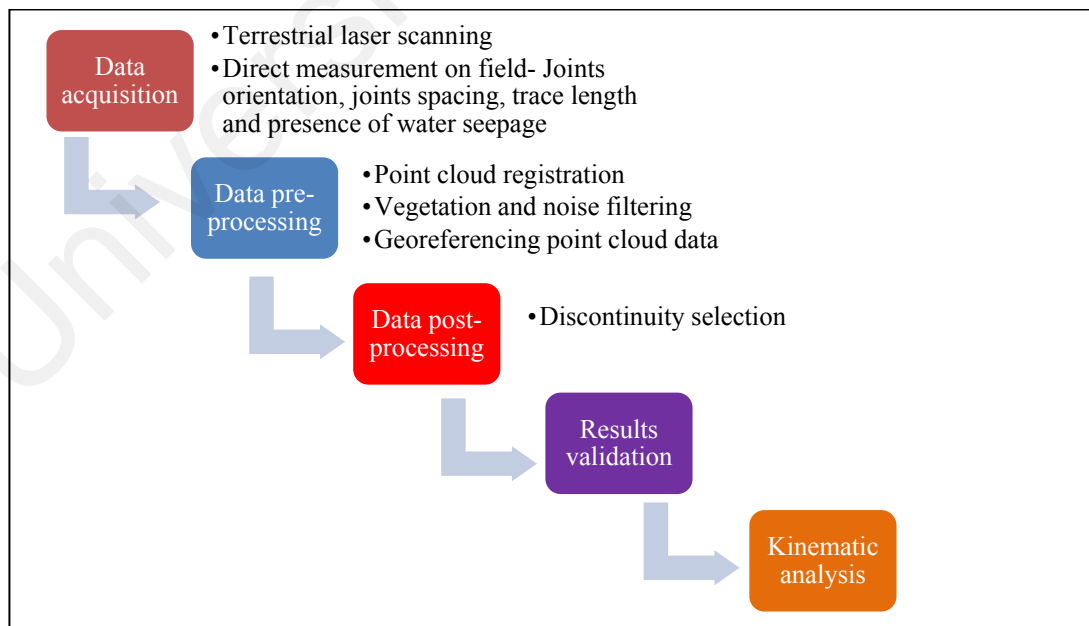 Data
acquisition
•Terrestrial laser scanning
•Direct measurement on field- Joints
orientation, joints spacing, trace length
and presence of water seepage
Data pre-
processing
•Point cloud registration
•Vegetation and noise filtering
•Georeferencing point cloud data
Data post-
processing
•Discontinuity selection
Results
validation
Kinematic
analysis
Universi